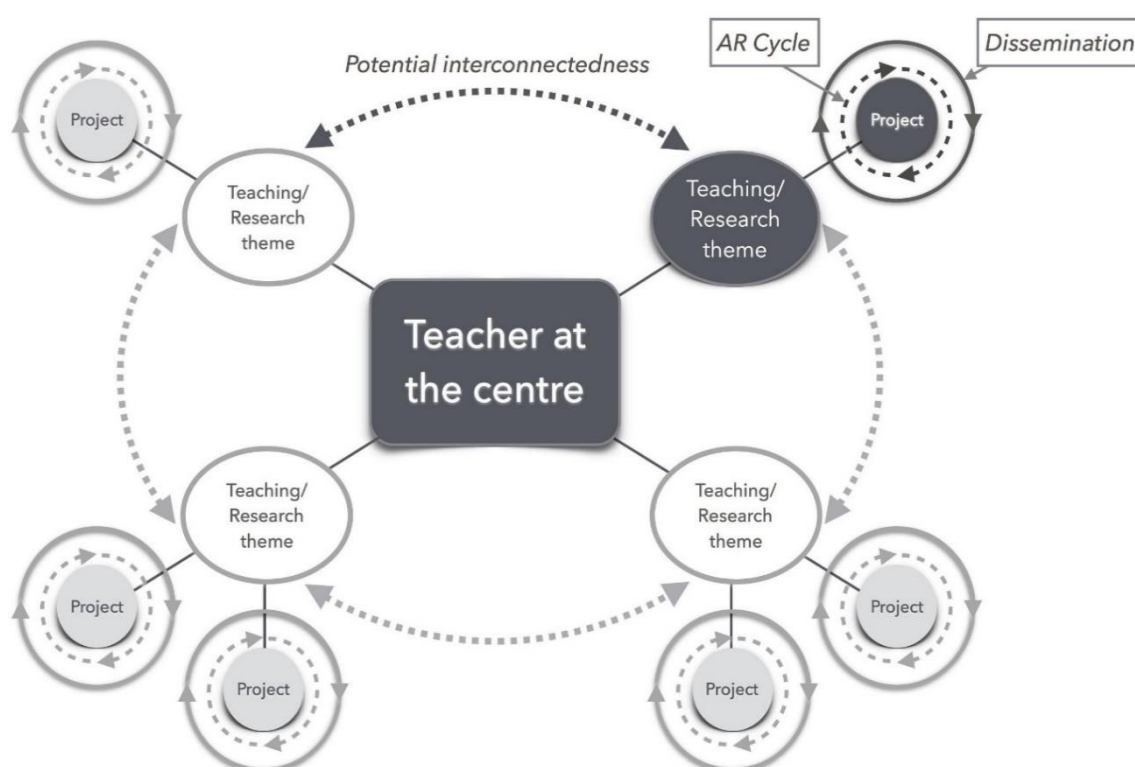 AR Cycle
Dissemination
Potential interconnectedness
Project
Project
Teaching/
Research
theme
Teaching/
Research
theme
Teacher at
the centre
Teaching/
Research
theme
Teaching/
Research
theme
Project
Project
Project
Project